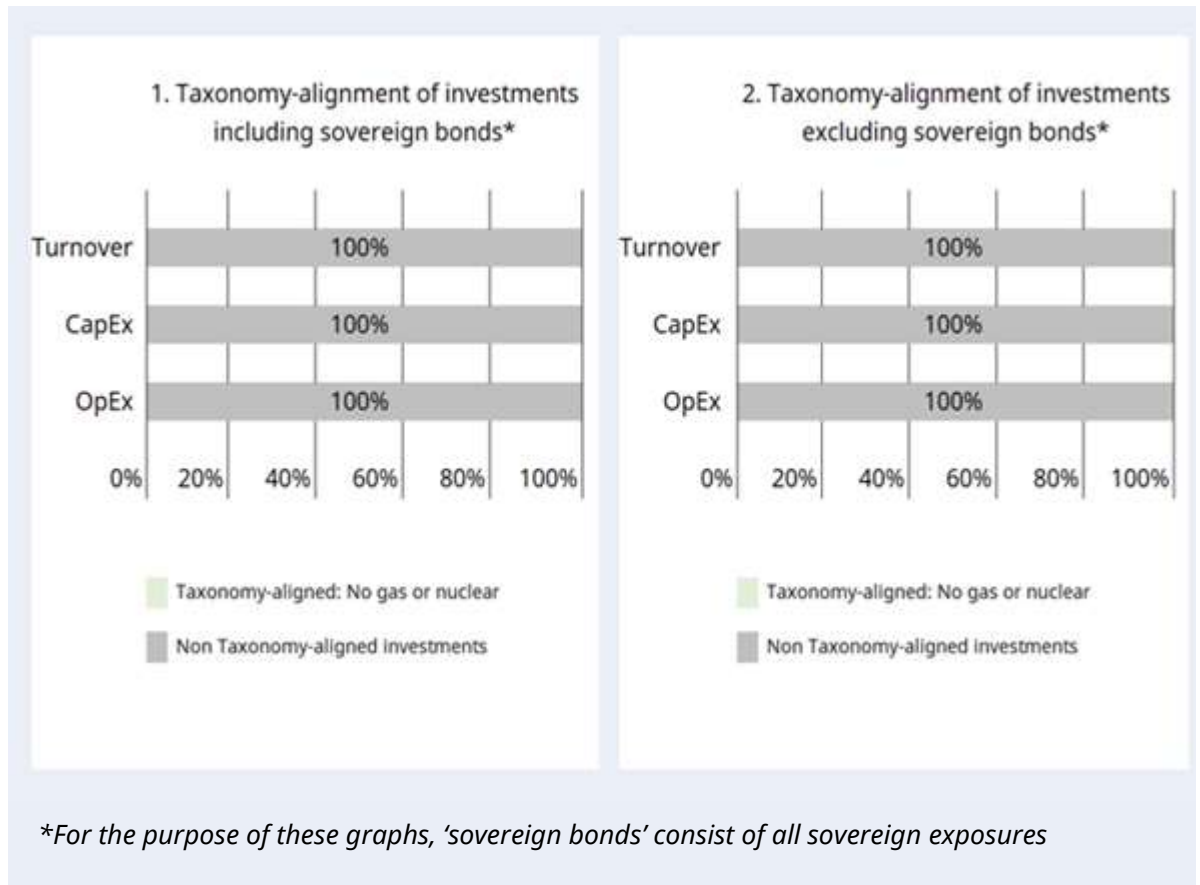 1. Taxonomy-alignment of investments
including sovereign bonds*
Turnover 100%
CapEx 100%
OpEx 100%
0% 20% 40% 60% 80% 100%
Taxonomy-aligned: No gas or nuclear
Non Taxonomy-aligned investments
2. Taxonomy-alignment of investments
excluding sovereign bonds*
Turnover 100%
CapEx 100%
OpEx 100%
0% 20% 40% 60% 80% 100%
Taxonomy-aligned: No gas or nuclear
Non Taxonomy-aligned investments
*For the purpose of these graphs, ‘sovereign bonds’ consist of all sovereign exposures